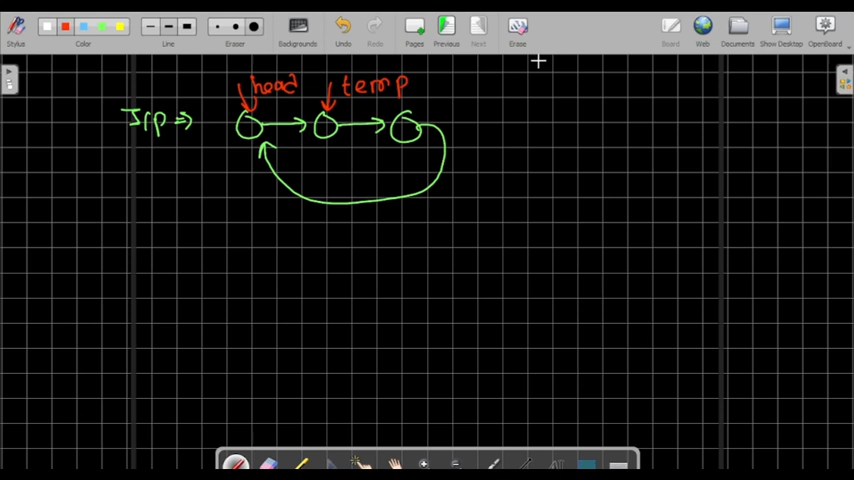 Stylus Color Line Eraser Backgrounds Undo Redo Pages Previous Next Erase Board Web Documents Show Desktop OpenBoard
head temp
I/p ⇒